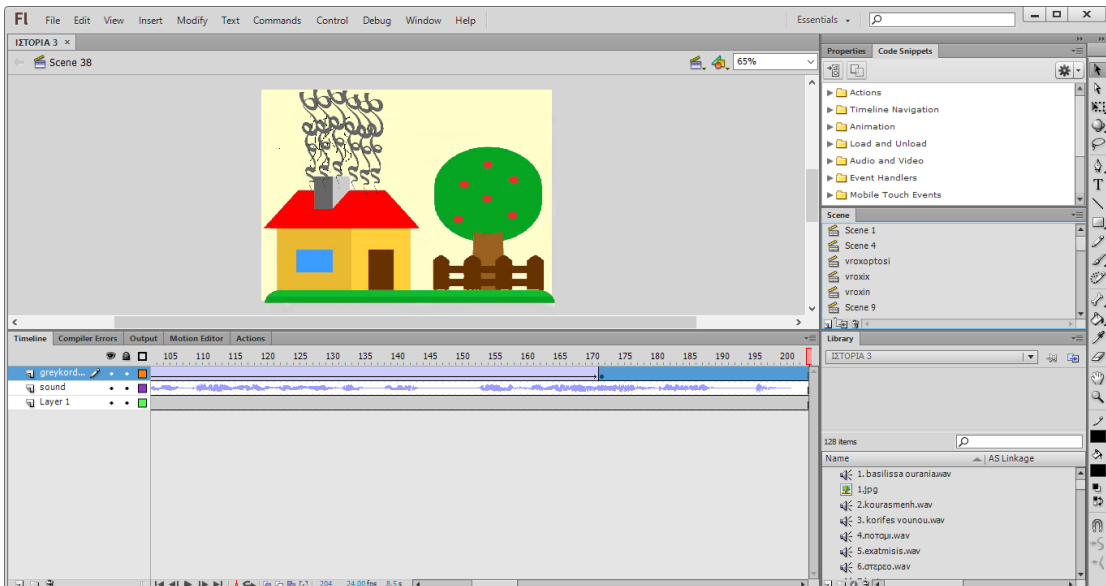 Fl File Edit View Insert Modify Text Commands Control Debug Window Help Essentials
ΙΣΤΟΡΙΑ 3 ×
Scene 38 65%
Properties Code Snippets
Actions
Timeline Navigation
Animation
Load and Unload
Audio and Video
Event Handlers
Mobile Touch Events
Scene
Scene 1
Scene 4
vroxoptosi
vroxix
vroxin
Scene 9
Timeline Compiler Errors Output Motion Editor Actions
105 110 115 120 125 130 135 140 145 150 155 160 165 170 175 180 185 190 195 200
greykord...
sound
Layer 1
204 24.00 fps 8.5 s
Library
ΙΣΤΟΡΙΑ 3
128 items
Name AS Linkage
1. basilissa ourania.wav
1.jpg
2.kourasmenh.wav
3. korifes vounou.wav
4.ποταμι.wav
5.exatmisis.wav
6.στερεο.wav